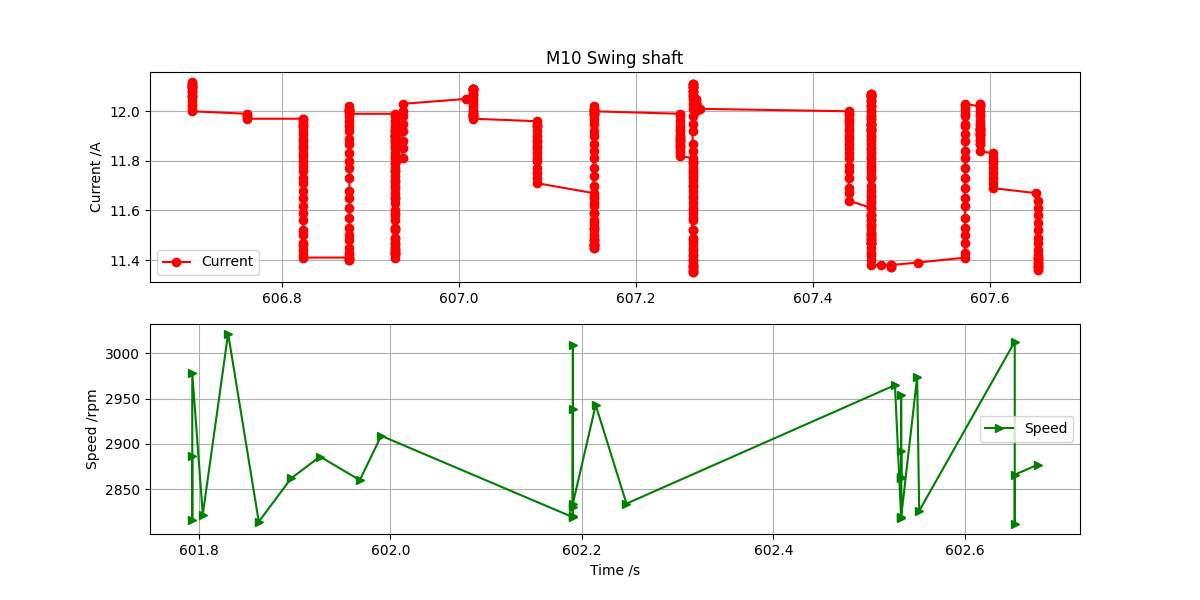 M10 Swing shaft
Current /A
12.0
11.8
11.6
11.4
Current
606.8 607.0 607.2 607.4 607.6
Speed /rpm
3000
2950
2900
2850
Speed
601.8 602.0 602.2 602.4 602.6
Time /s